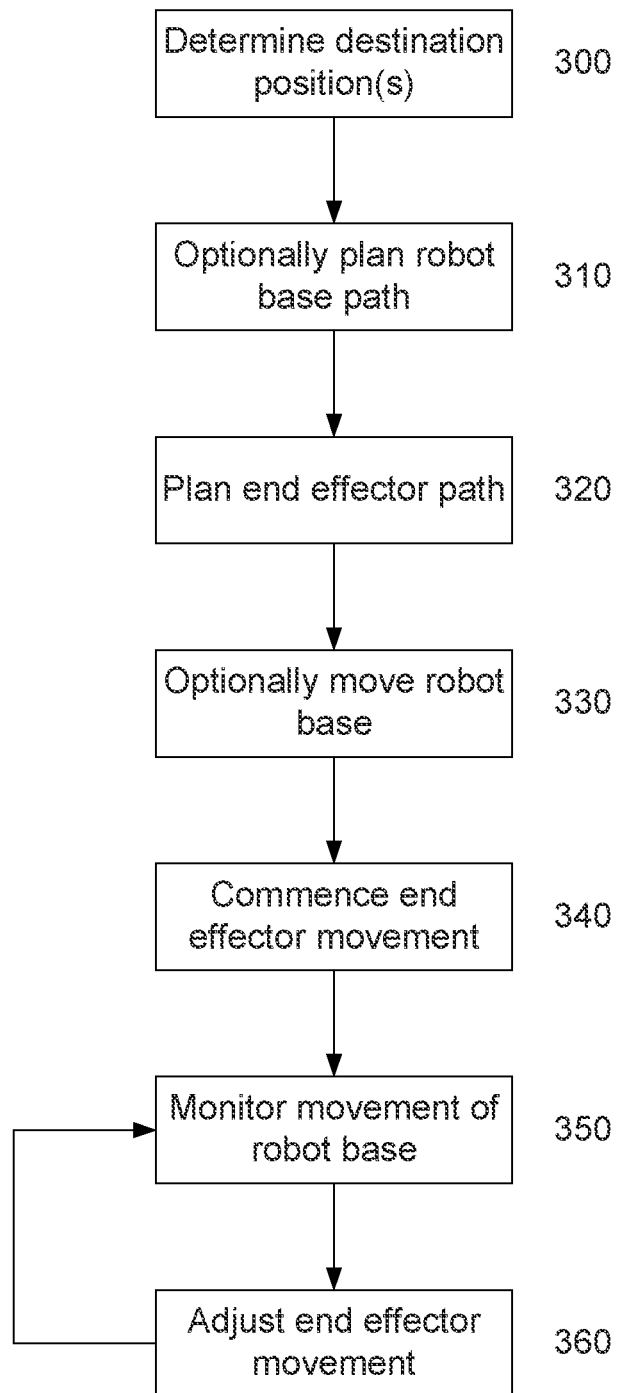 Determine destination
position(s)
300
Optionally plan robot
base path
310
Plan end effector path
320
Optionally move robot
base
330
Commence end
effector movement
340
Monitor movement of
robot base
350
Adjust end effector
movement
360